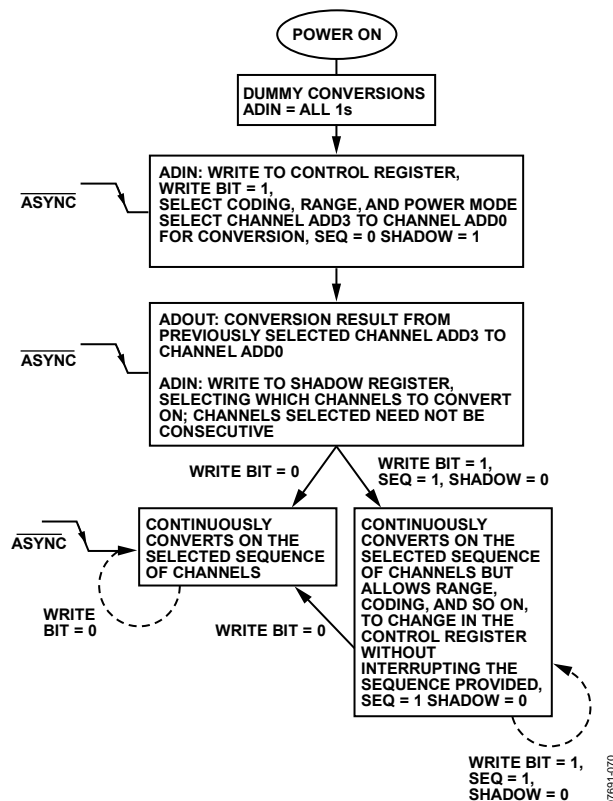 POWER ON
DUMMY CONVERSIONS
ADIN = ALL 1s
ASYNC
ADIN: WRITE TO CONTROL REGISTER,
WRITE BIT = 1,
SELECT CODING, RANGE, AND POWER MODE
SELECT CHANNEL ADD3 TO CHANNEL ADD0
FOR CONVERSION, SEQ = 0 SHADOW = 1
ASYNC
ADOUT: CONVERSION RESULT FROM
PREVIOUSLY SELECTED CHANNEL ADD3 TO
CHANNEL ADD0
ADIN: WRITE TO SHADOW REGISTER,
SELECTING WHICH CHANNELS TO CONVERT
ON; CHANNELS SELECTED NEED NOT BE
CONSECUTIVE
WRITE BIT = 0
WRITE BIT = 1,
SEQ = 1, SHADOW = 0
ASYNC
CONTINUOUSLY
CONVERTS ON THE
SELECTED SEQUENCE
OF CHANNELS
WRITE
BIT = 0
WRITE BIT = 0
CONTINUOUSLY
CONVERTS ON THE
SELECTED SEQUENCE
OF CHANNELS BUT
ALLOWS RANGE,
CODING, AND SO ON,
TO CHANGE IN THE
CONTROL REGISTER
WITHOUT
INTERRUPTING THE
SEQUENCE PROVIDED,
SEQ = 1 SHADOW = 0
WRITE BIT = 1,
SEQ = 1,
SHADOW = 0